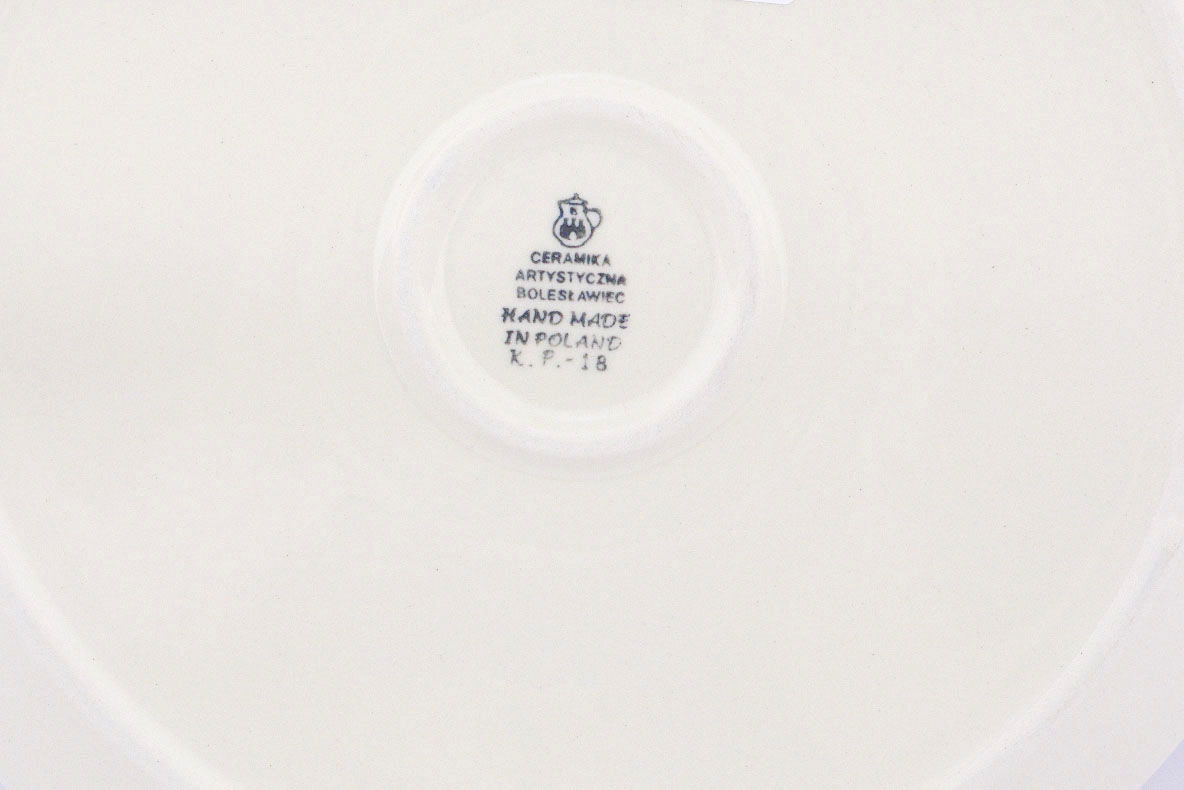 CERAMIKA
ARTYSTYCZNA
BOLESŁAWIEC
HAND MADE
IN POLAND
K. P.-18